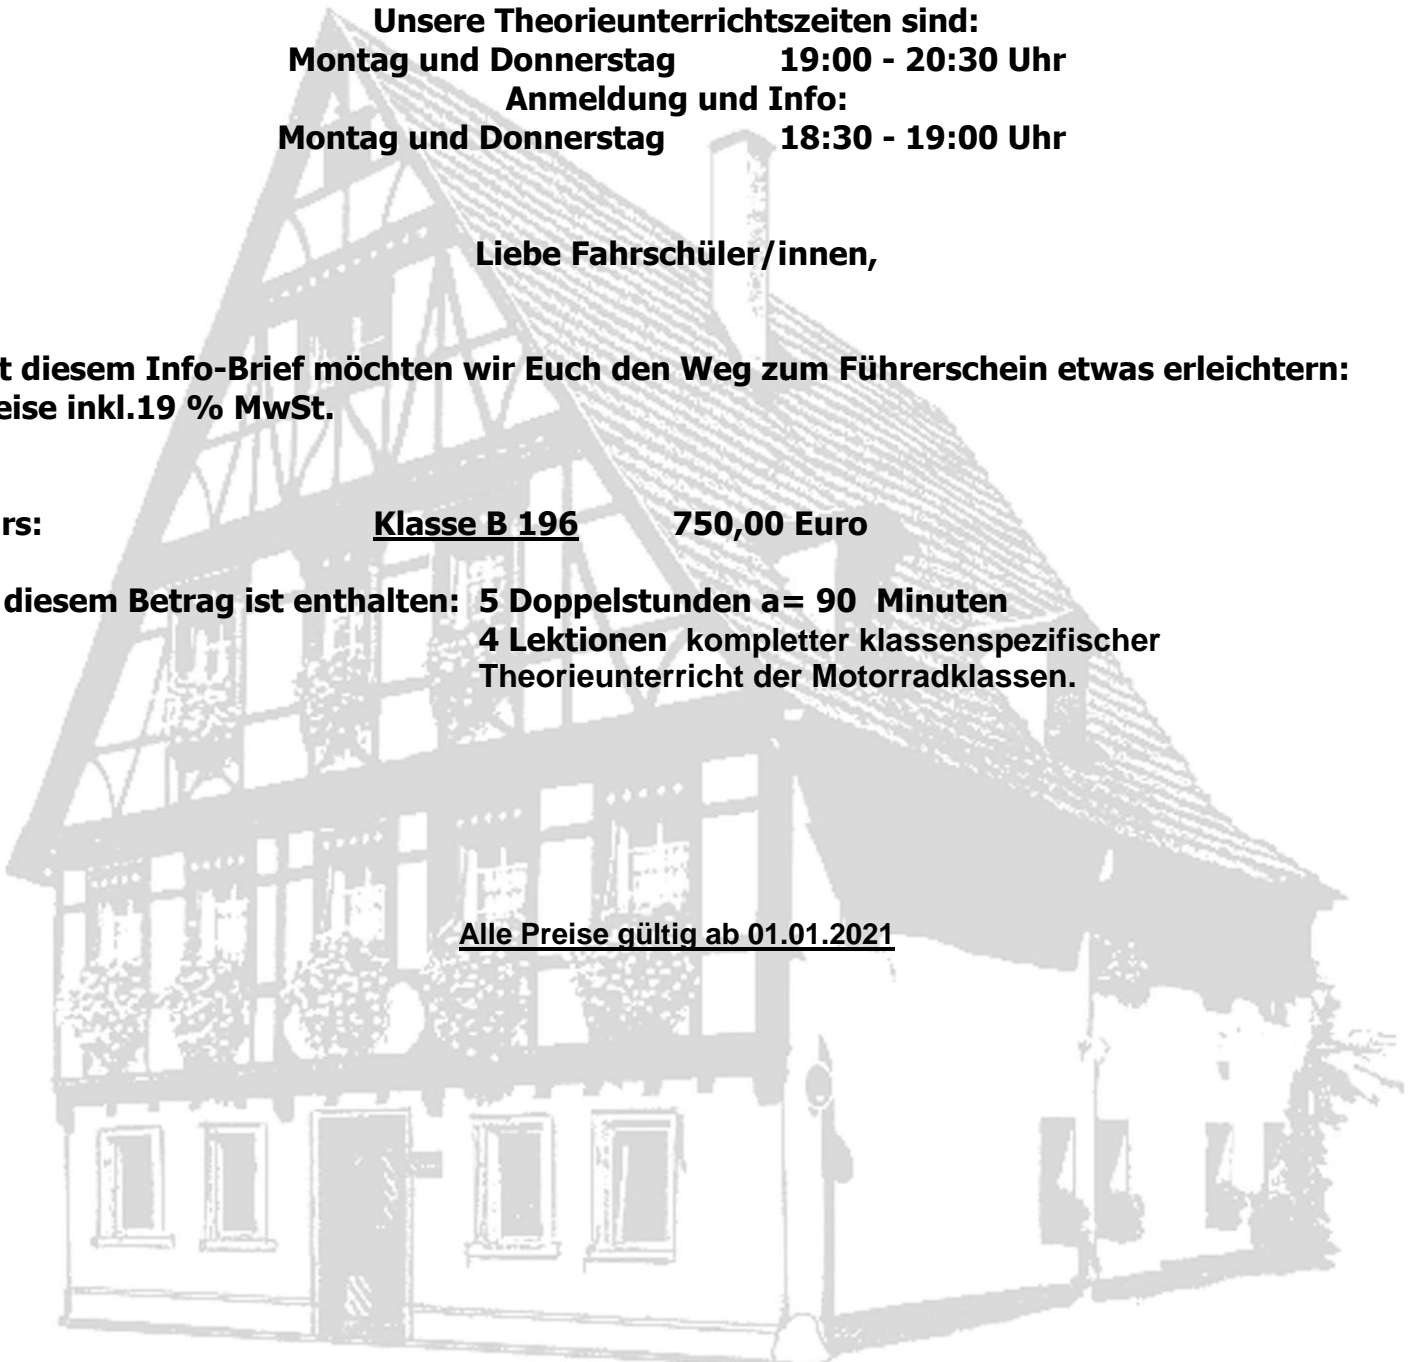 Unsere Theorieunterrichtszeiten sind:
Montag und Donnerstag 19:00 - 20:30 Uhr
Anmeldung und Info:
Montag und Donnerstag 18:30 - 19:00 Uhr
Liebe Fahrschüler/innen,
t diesem Info-Brief möchten wir Euch den Weg zum Führerschein etwas erleichtern:
eise inkl.19 % MwSt.
rs: Klasse B 196 750,00 Euro
diesem Betrag ist enthalten: 5 Doppelstunden a= 90 Minuten
4 Lektionen kompletter klassenspezifischer
Theorieunterricht der Motorradklassen.
Alle Preise gültig ab 01.01.2021